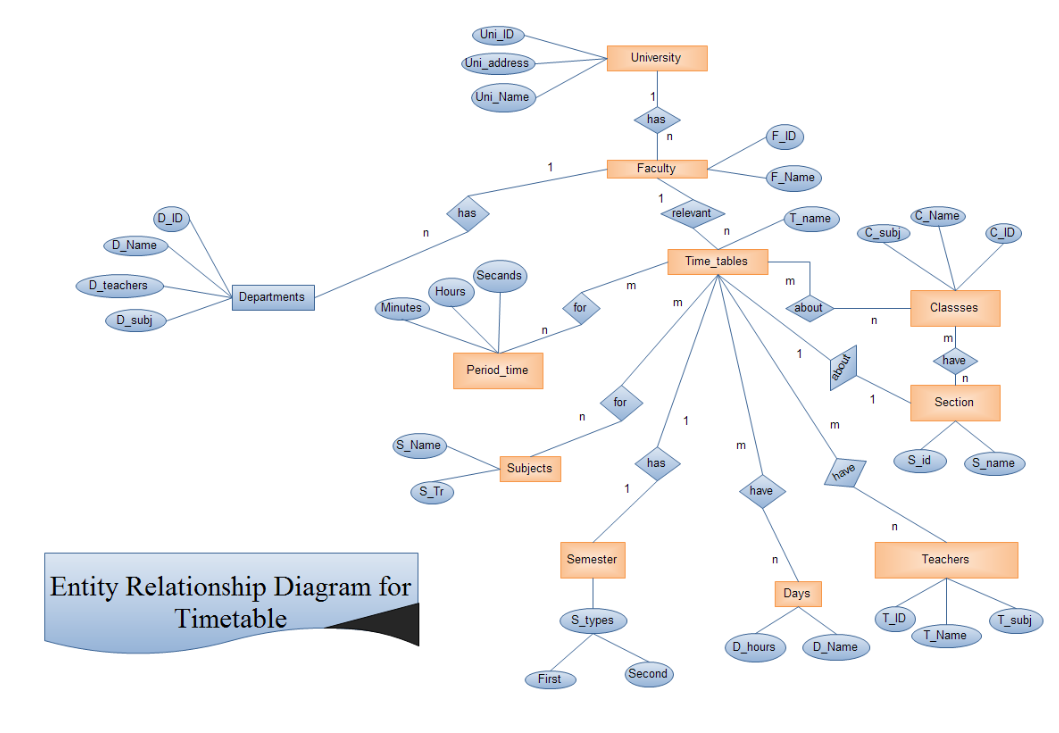 Uni_ID
University
Uni_address
Uni_Name
1
has
n
F_ID
Faculty
F_Name
1
1
has
relevant
n
n
T_name
D_ID
D_Name
D_teachers
D_subj
Departments
Time_tables
C_subj
C_Name
C_ID
Minutes
Hours
Secands
m
for
n
Period_time
m
about
n
Classses
m
have
n
1
about
1
Section
S_id
S_name
m
for
n
S_Name
S_Tr
Subjects
1
has
1
Semester
S_types
First
Second
m
have
n
Days
D_hours
D_Name
m
have
n
Teachers
T_ID
T_Name
T_subj
Entity Relationship Diagram for
Timetable